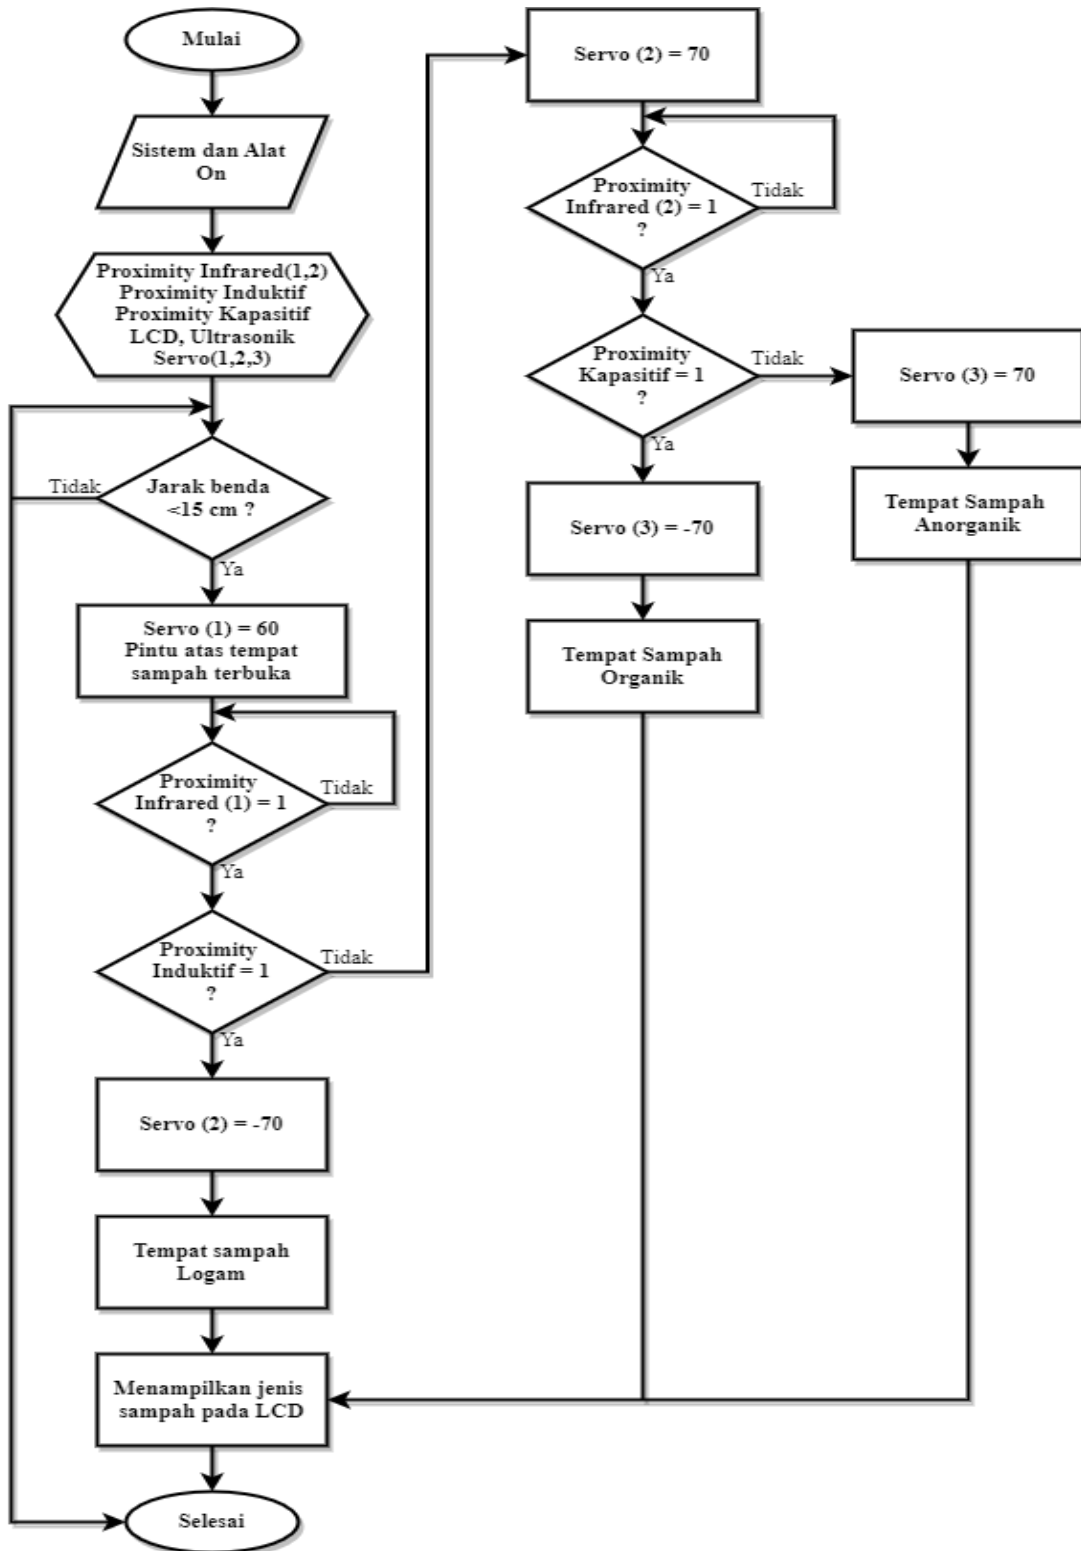 Mulai
Sistem dan Alat
On
Proximity Infrared(1,2)
Proximity Induktif
Proximity Kapasitif
LCD, Ultrasonik
Servo(1,2,3)
Tidak
Jarak benda
<15 cm ?
Ya
Servo (1) = 60
Pintu atas tempat
sampah terbuka
Proximity
Infrared (1) = 1
?
Tidak
Ya
Proximity
Induktif = 1
?
Tidak
Ya
Servo (2) = -70
Tempat sampah
Logam
Menampilkan jenis
sampah pada LCD
Selesai
Servo (2) = 70
Proximity
Infrared (2) = 1
?
Tidak
Ya
Proximity
Kapasitif = 1
?
Tidak
Ya
Servo (3) = -70
Tempat Sampah
Organik
Servo (3) = 70
Tempat Sampah
Anorganik